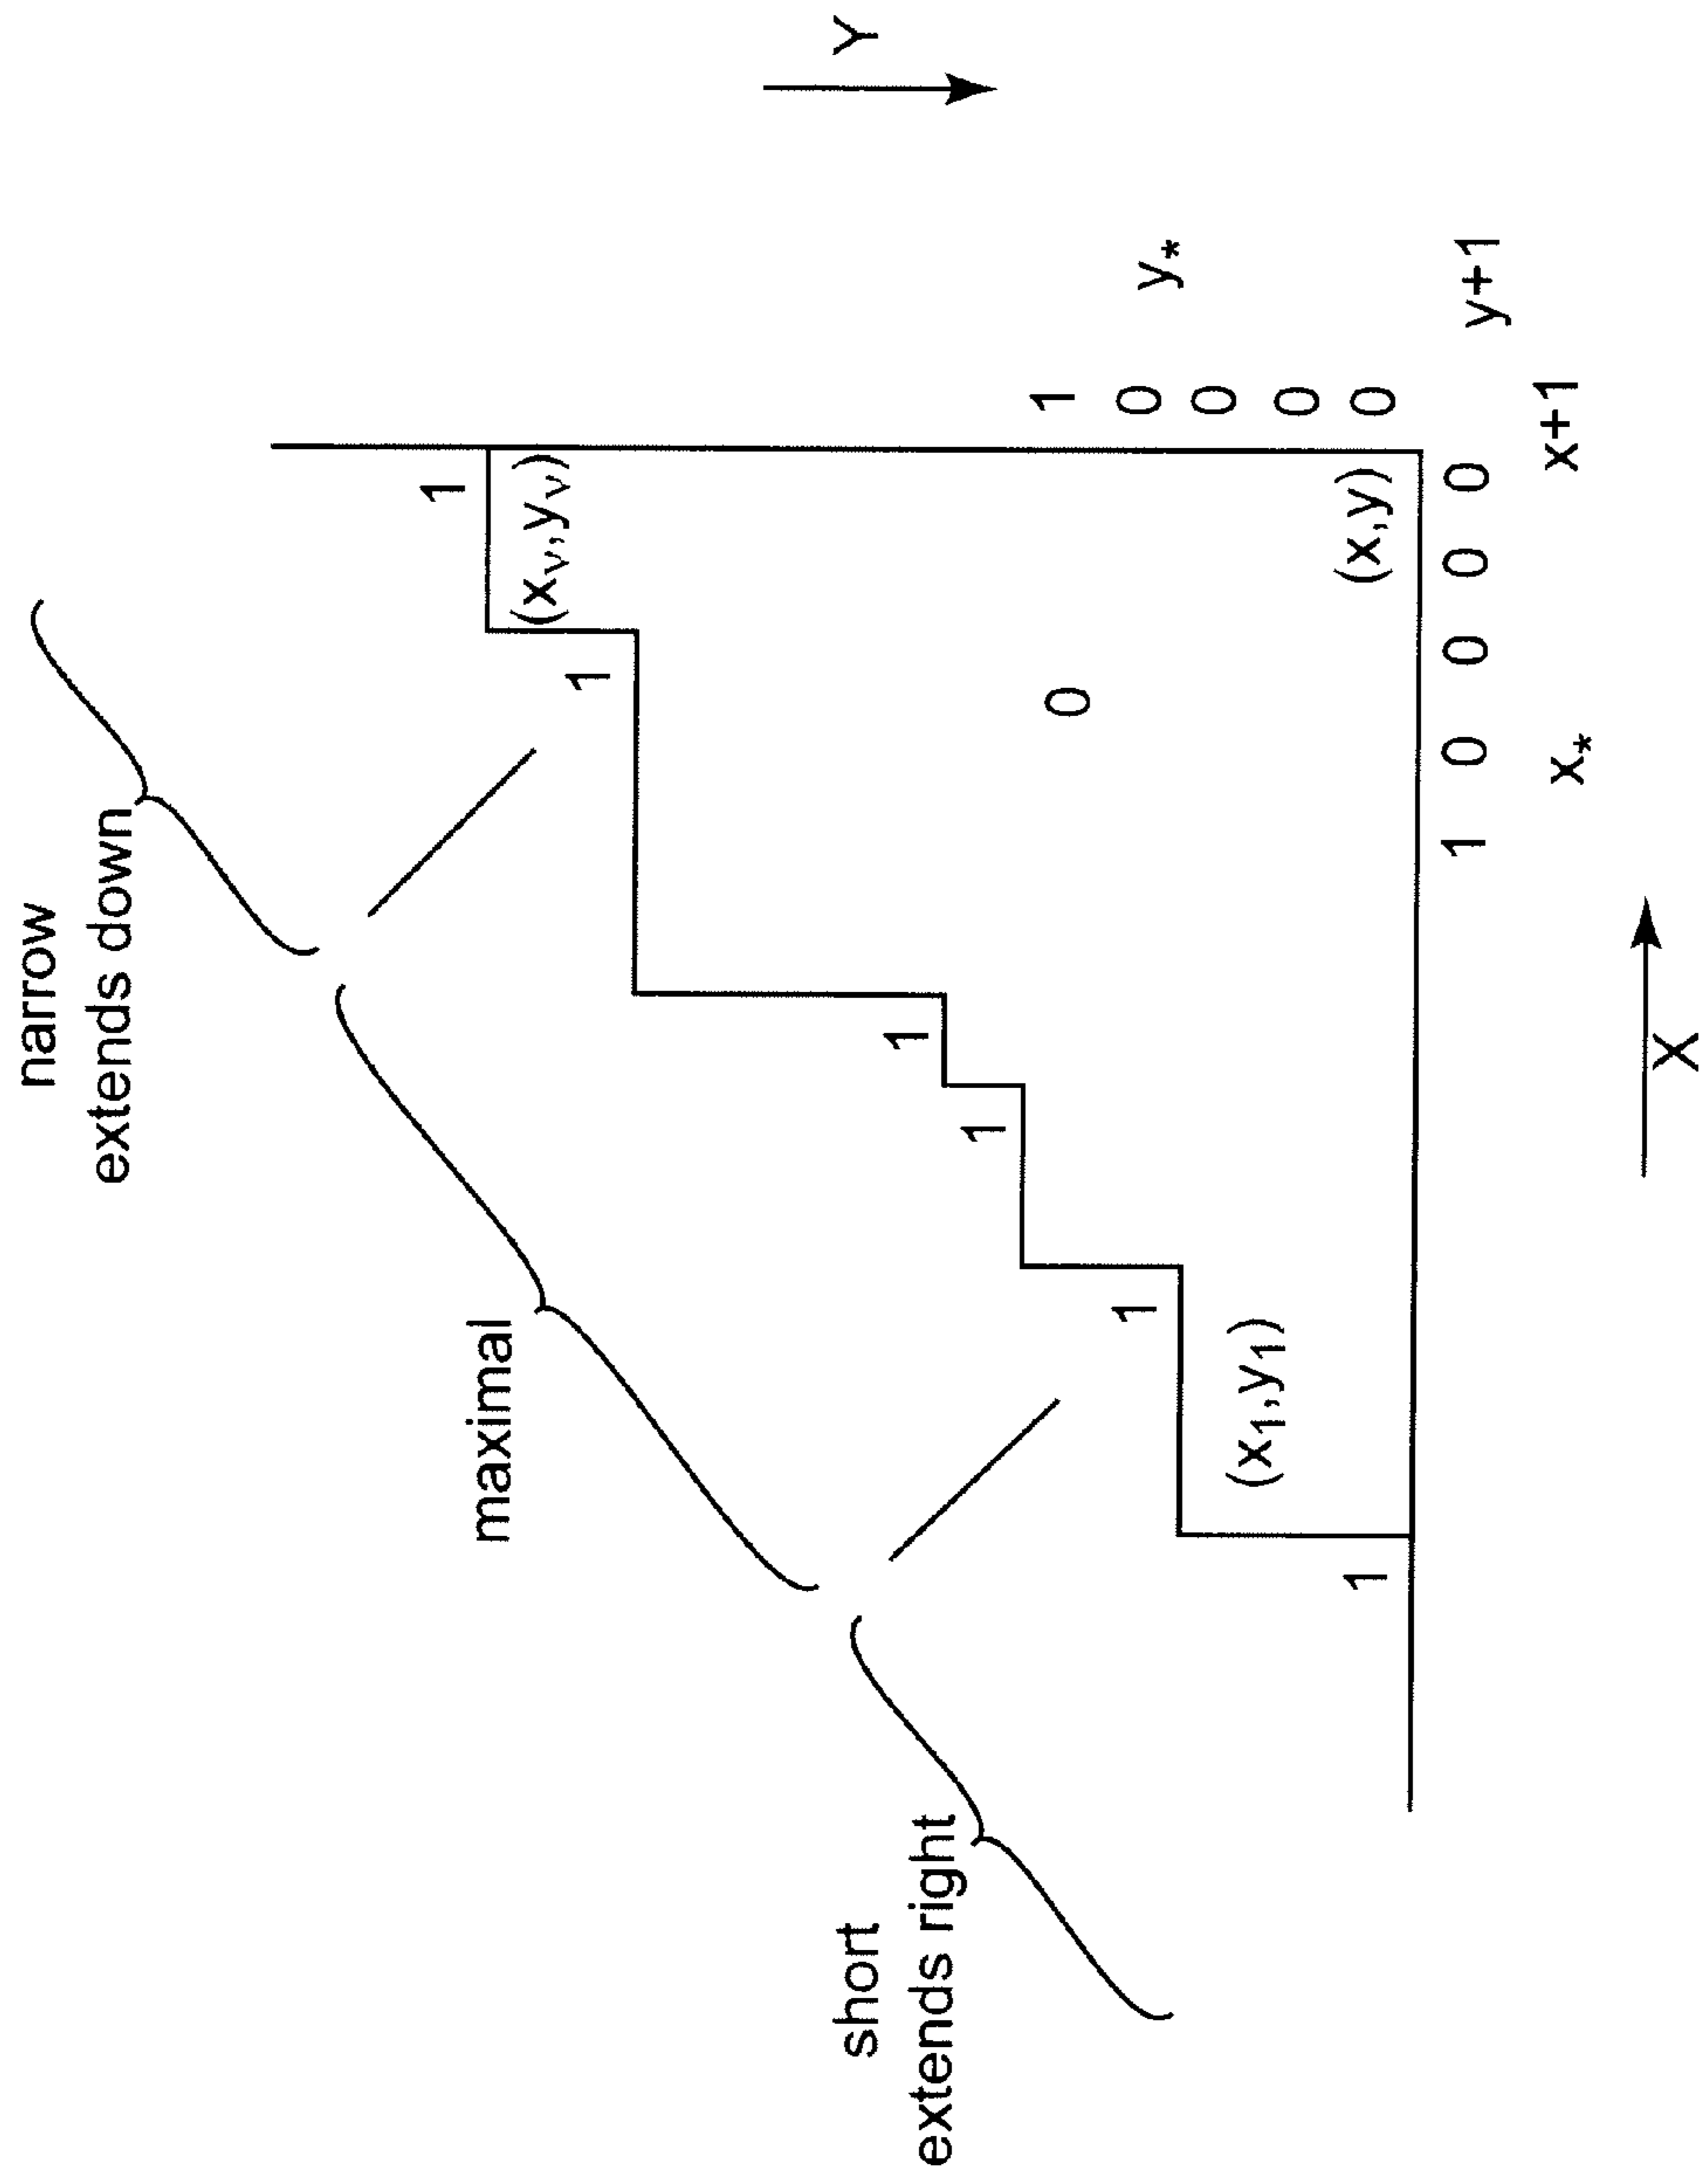 narrow
extends down
1
maximal
(xᵥ,yᵥ)
1
short
Y
1
extends right
1
0
1
1
0
y*
0
(x₁,y₁)
0
1
(x,y)
0
1 0 0 0 0
y+1
x*
x+1
X